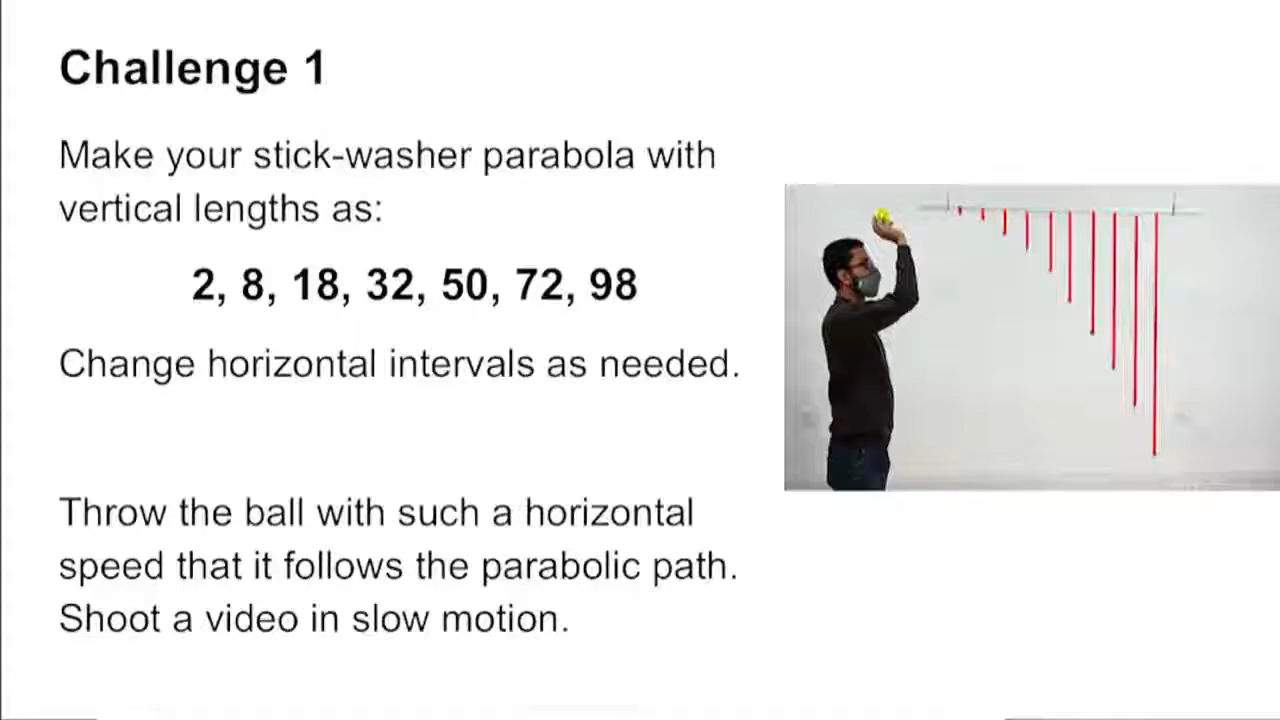 Challenge 1
Make your stick-washer parabola with
vertical lengths as:
2, 8, 18, 32, 50, 72, 98
Change horizontal intervals as needed.
Throw the ball with such a horizontal
speed that it follows the parabolic path.
Shoot a video in slow motion.